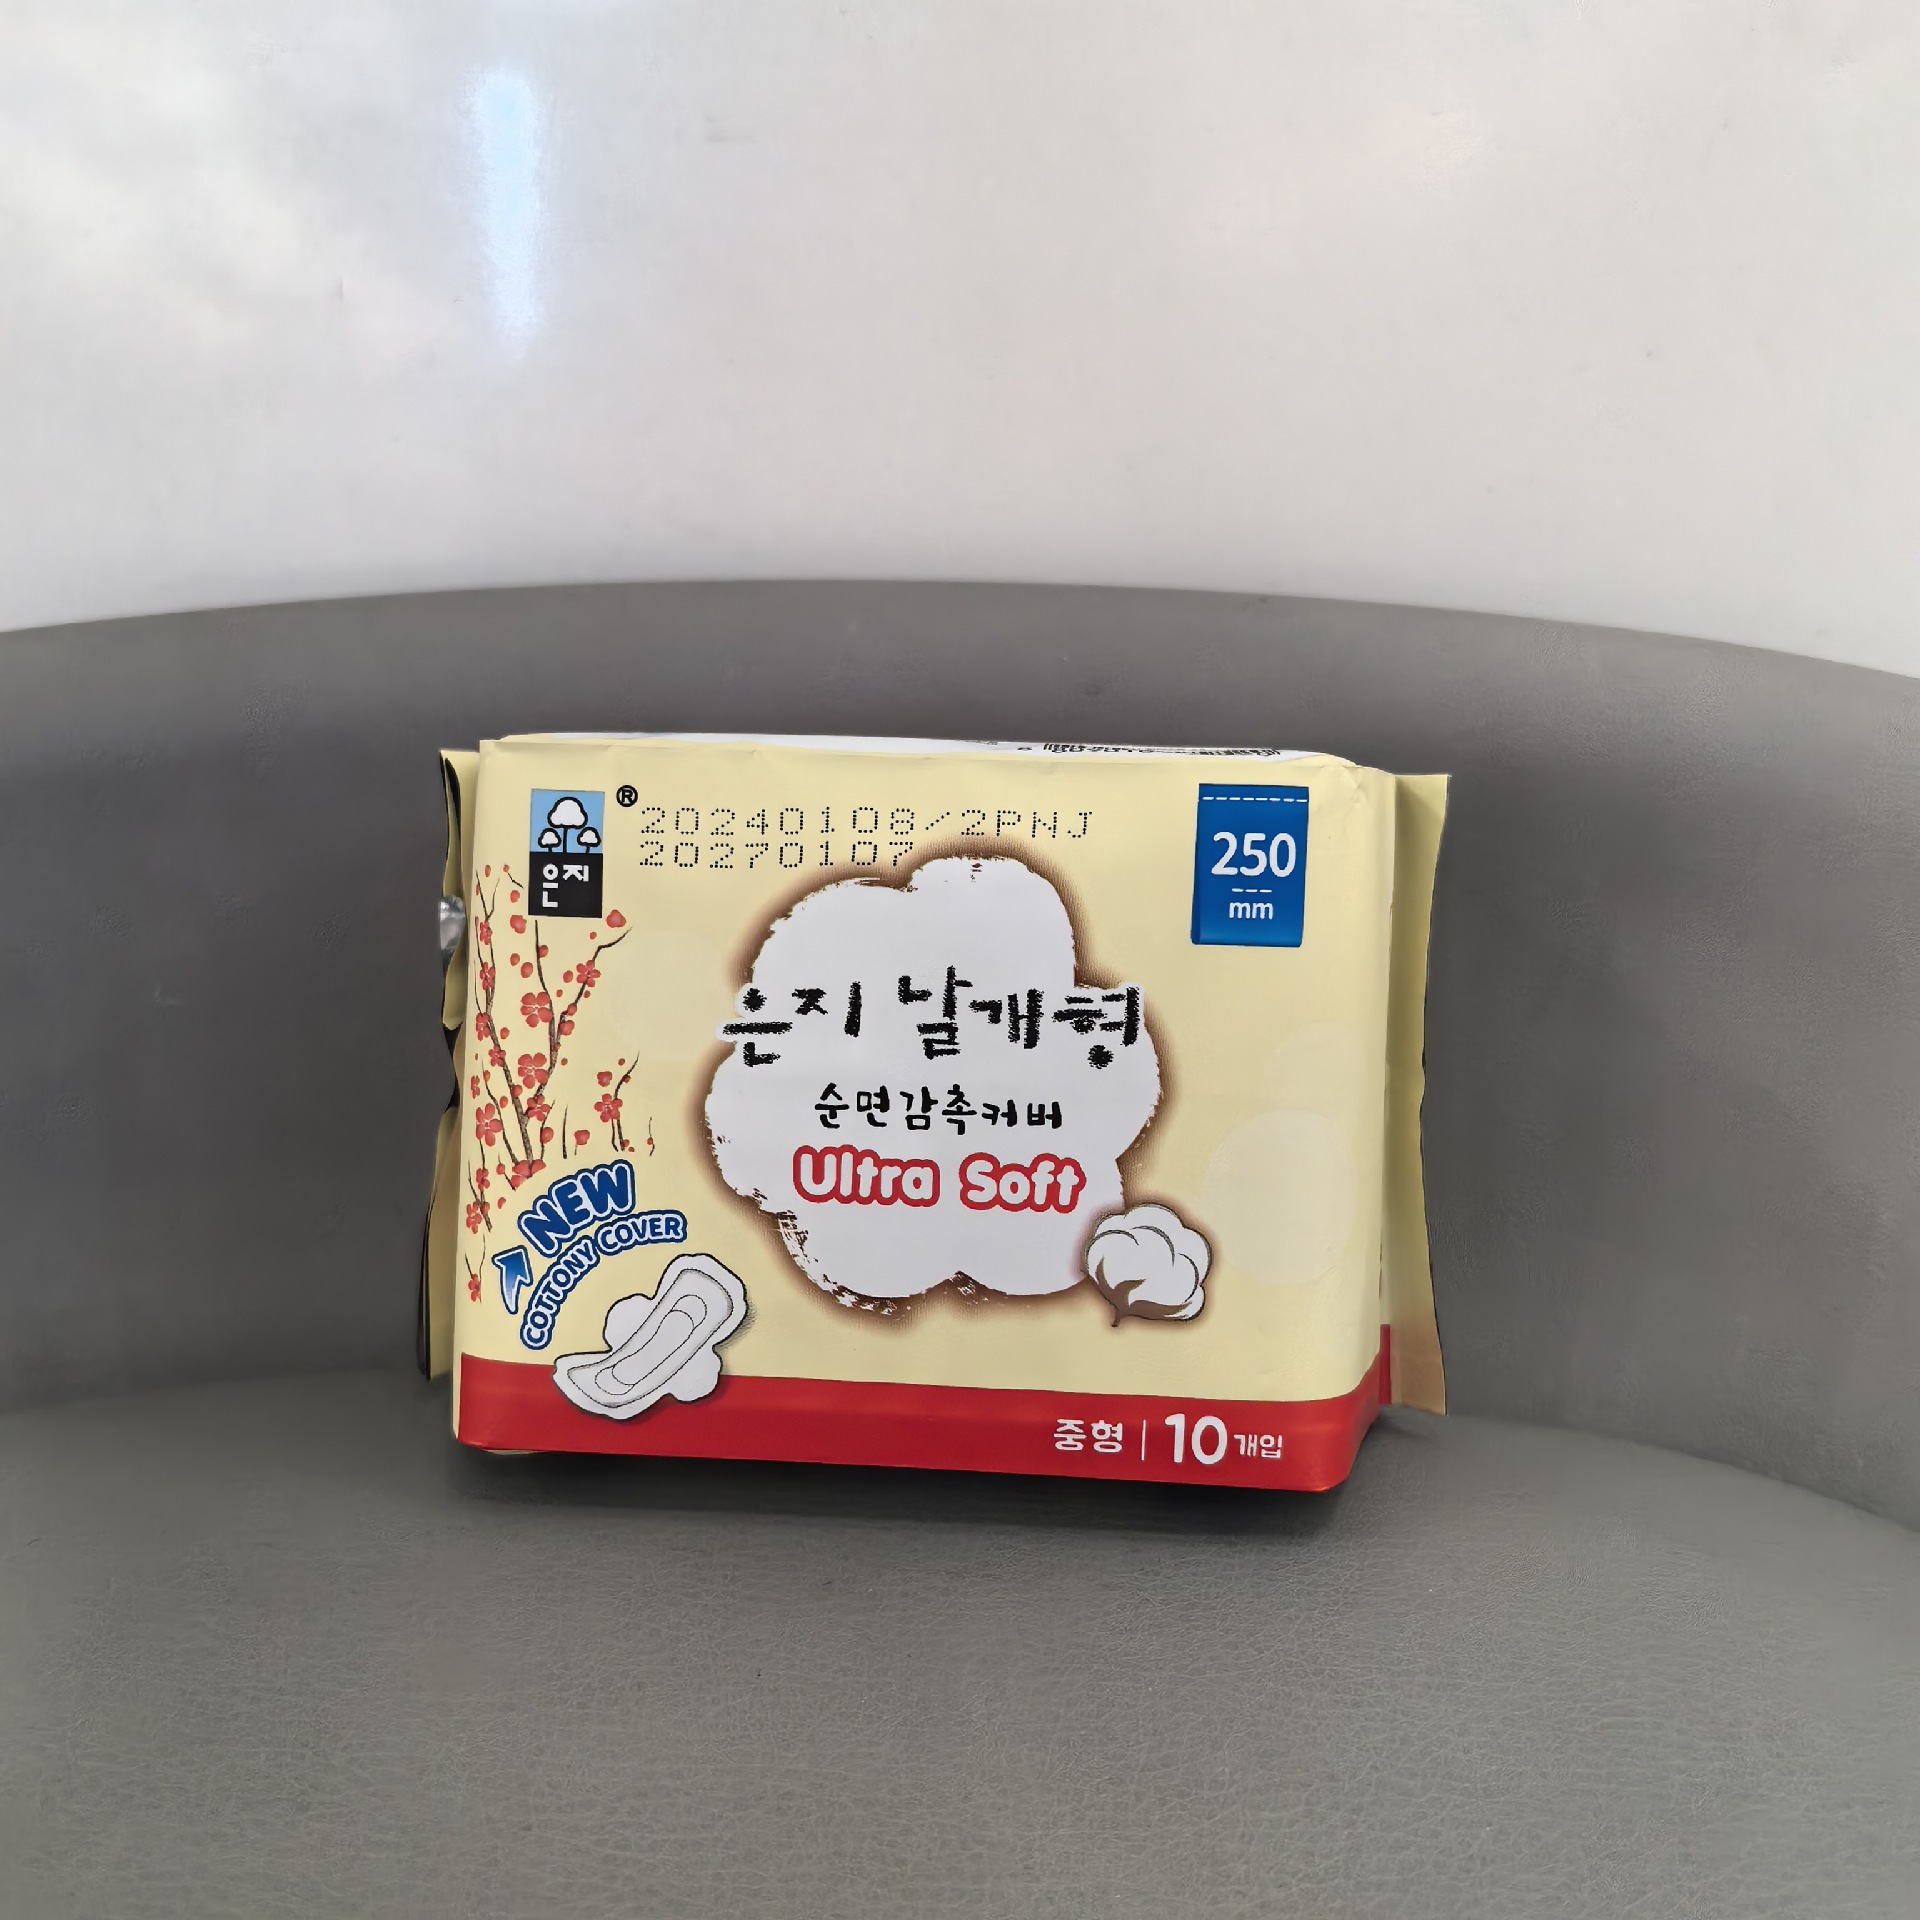 ®
20240108/2PNJ
20270107
은지
250
mm
은지 날개형
순면감촉커버
Ultra Soft
NEW
COTTONY COVER
중형 | 10개입